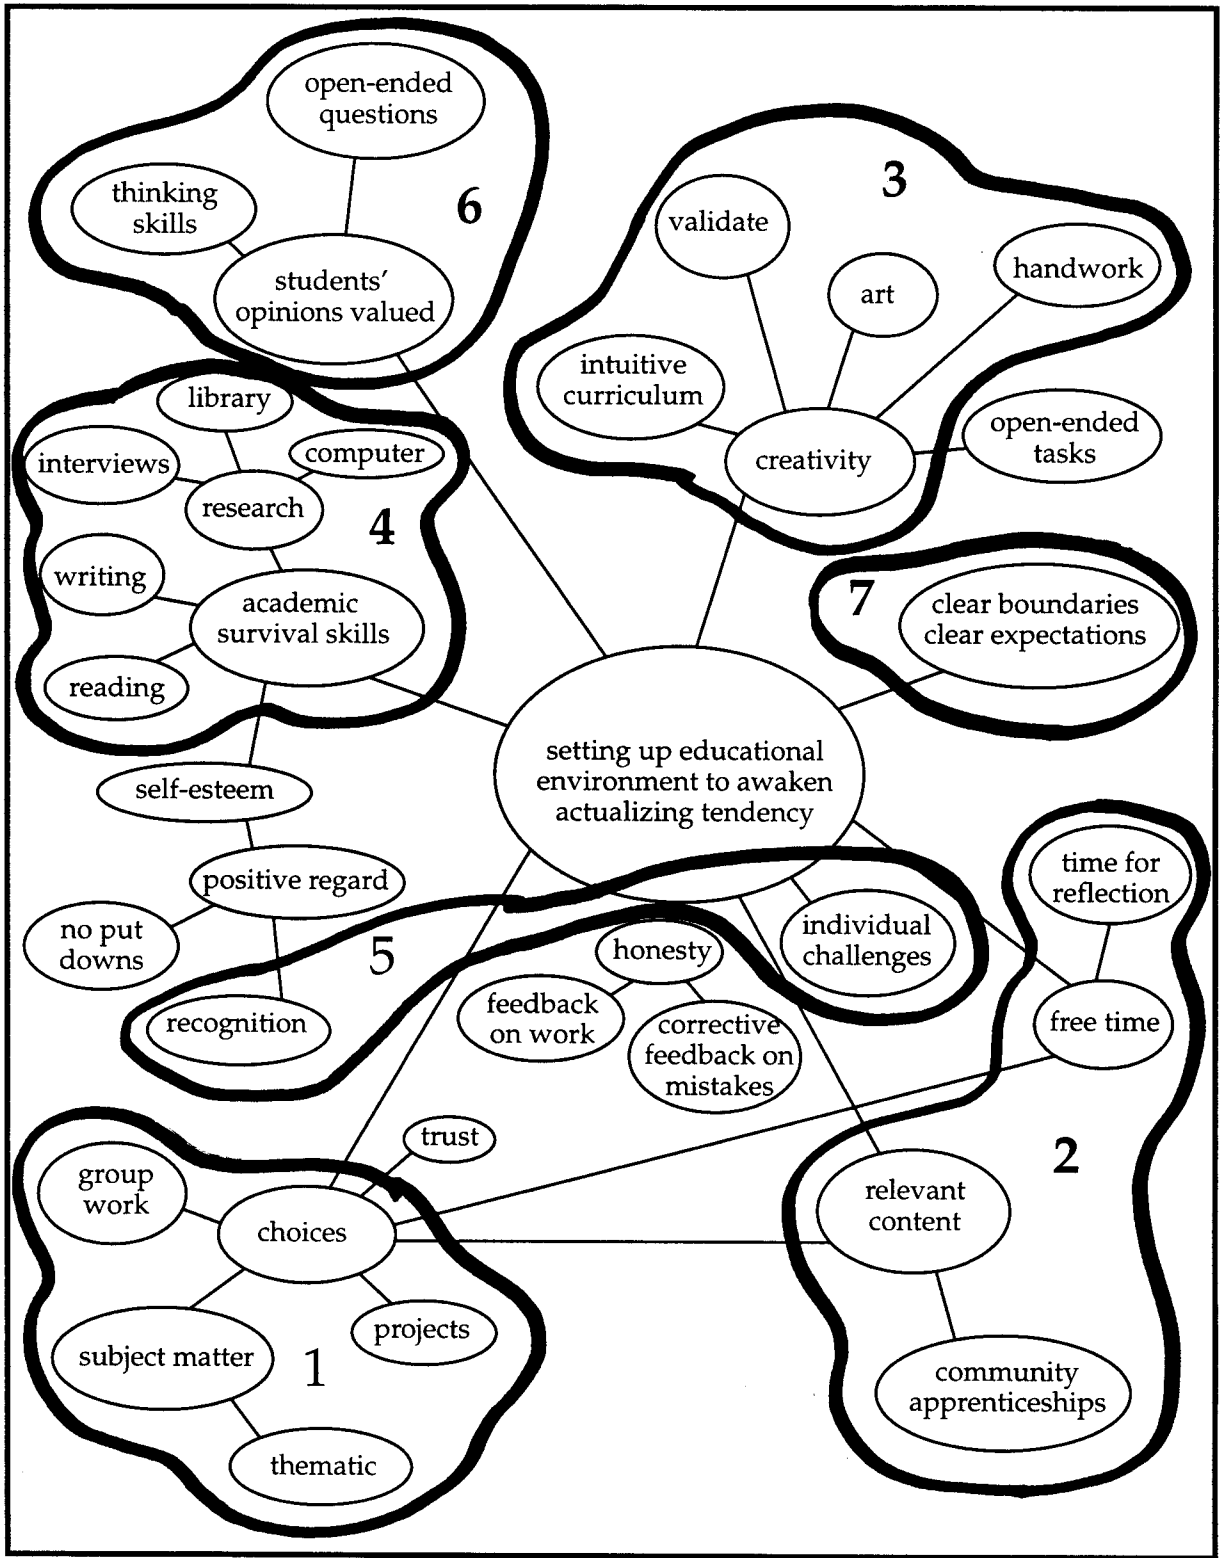 open-ended
questions
thinking
skills
6
students’
opinions valued
3
validate
art
handwork
intuitive
curriculum
creativity
open-ended
tasks
library
interviews
computer
research
4
writing
academic
survival skills
reading
7
clear boundaries
clear expectations
setting up educational
environment to awaken
actualizing tendency
self-esteem
positive regard
no put
downs
5
recognition
honesty
feedback
on work
corrective
feedback on
mistakes
individual
challenges
time for
reflection
free time
2
relevant
content
community
apprenticeships
trust
group
work
choices
projects
subject matter
1
thematic